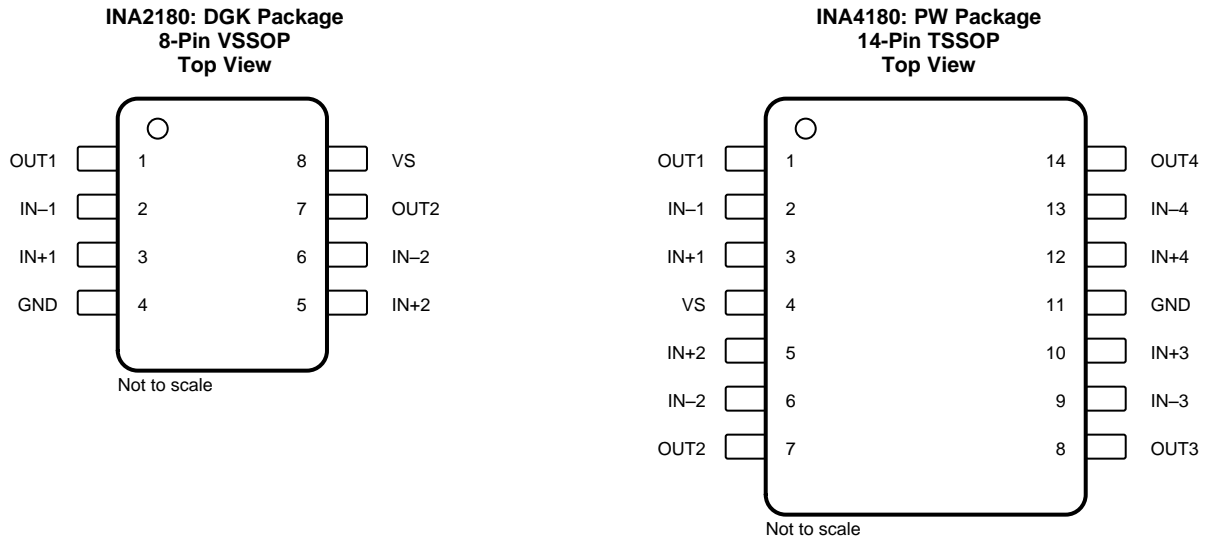 INA2180: DGK Package
8-Pin VSSOP
Top View
OUT1 1 8 VS
IN–1 2 7 OUT2
IN+1 3 6 IN–2
GND 4 5 IN+2
Not to scale
INA4180: PW Package
14-Pin TSSOP
Top View
OUT1 1 14 OUT4
IN–1 2 13 IN–4
IN+1 3 12 IN+4
VS 4 11 GND
IN+2 5 10 IN+3
IN–2 6 9 IN–3
OUT2 7 8 OUT3
Not to scale